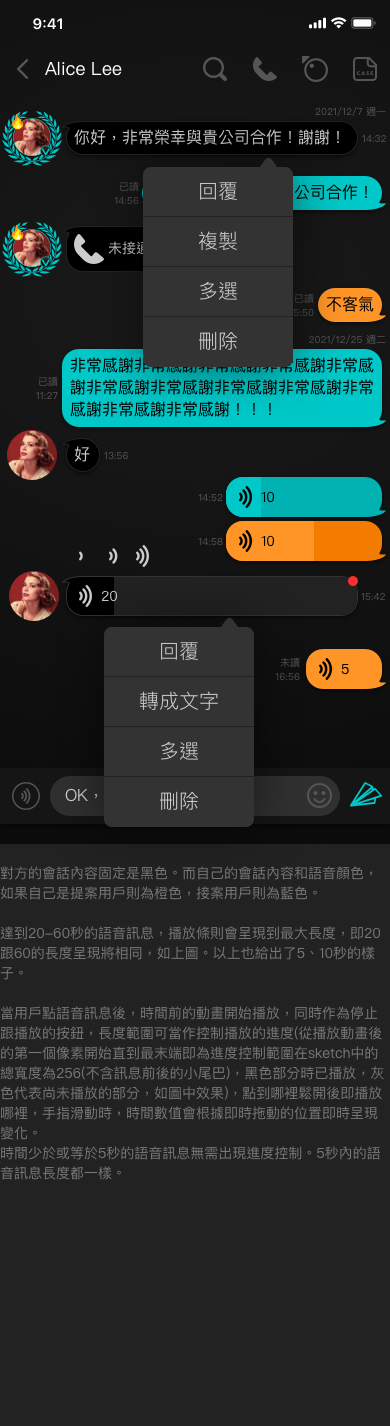 9:41
Alice Lee
CASE
2021/12/7 週一
你好，非常榮幸與貴公司合作！謝謝！
14:32
已讀
14:56
公司合作！
回覆
複製
多選
刪除
未接
已讀
5:50
不客氣
2021/12/25 週二
已讀
11:27
非常感謝非常感謝非常感謝非常感
謝非常感謝非常感謝非常感謝非常
感謝非常感謝非常感謝！！！
好
13:56
14:52
10
14:58
10
20
15:42
回覆
轉成文字
多選
刪除
未讀
16:56
5
OK，
對方的會話內容固定是黑色。而自己的會話內容和語音顏色，
如果自己是提案用戶則為橙色，接案用戶則為藍色。
達到20–60秒的語音訊息，播放條則會呈現到最大長度，即20
跟60的長度呈現將相同，如上圖。以上也給出了5、10秒的樣
子。
當用戶點語音訊息後，時間前的動畫開始播放，同時作為停止
跟播放的按鈕，長度範圍可當作控制播放的進度(從播放動畫後
的第一個像素開始直到最末端即為進度控制範圍在sketch中的
總寬度為256(不含訊息前後的小尾巴)，黑色部分時已播放，灰
色代表尚未播放的部分，如圖中效果)，點到哪裡鬆開後即播放
哪裡，手指滑動時，時間數值會根據即時拖動的位置即時呈現
變化。
時間少於或等於5秒的語音訊息無需出現進度控制。5秒內的語
音訊息長度都一樣。